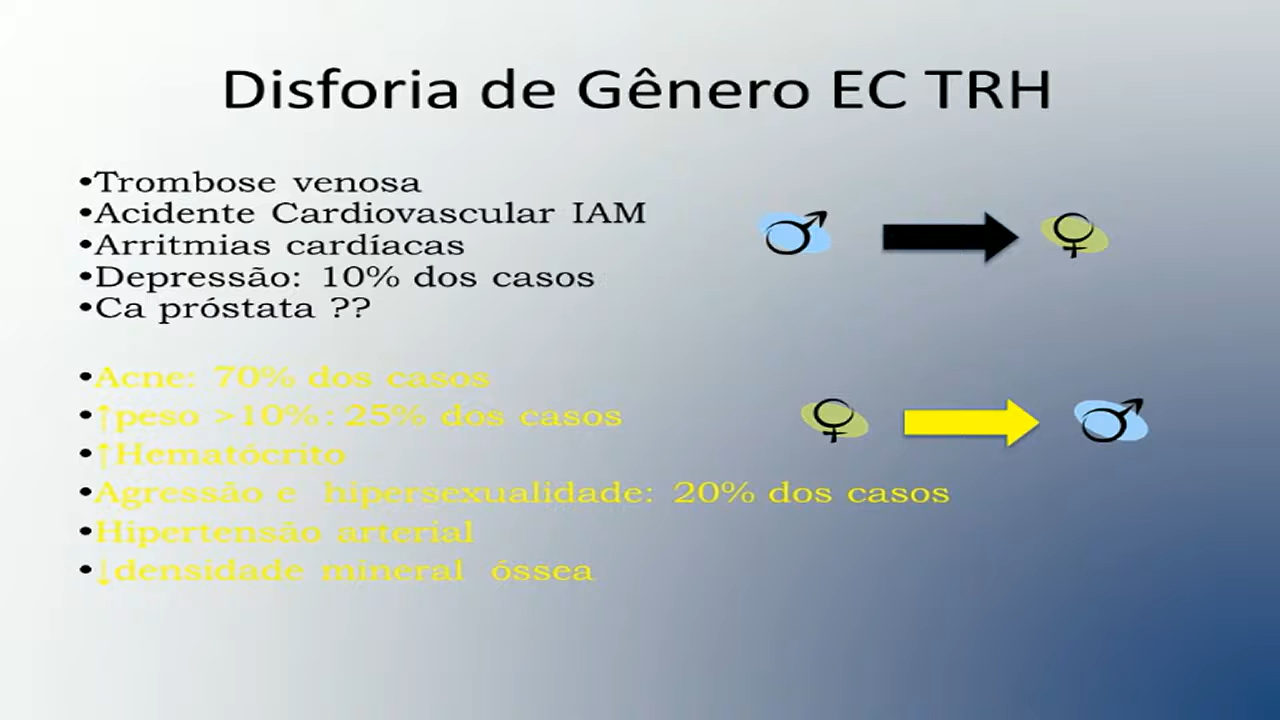 Disforia de Gênero EC TRH
•Trombose venosa
•Acidente Cardiovascular IAM
•Arritmias cardíacas
•Depressão: 10% dos casos
•Ca próstata ??
•Acne: 70% dos casos
•↑peso >10%: 25% dos casos
•↑Hematócrito
•Agressão e hipersexualidade: 20% dos casos
•Hipertensão arterial
•↓densidade mineral óssea